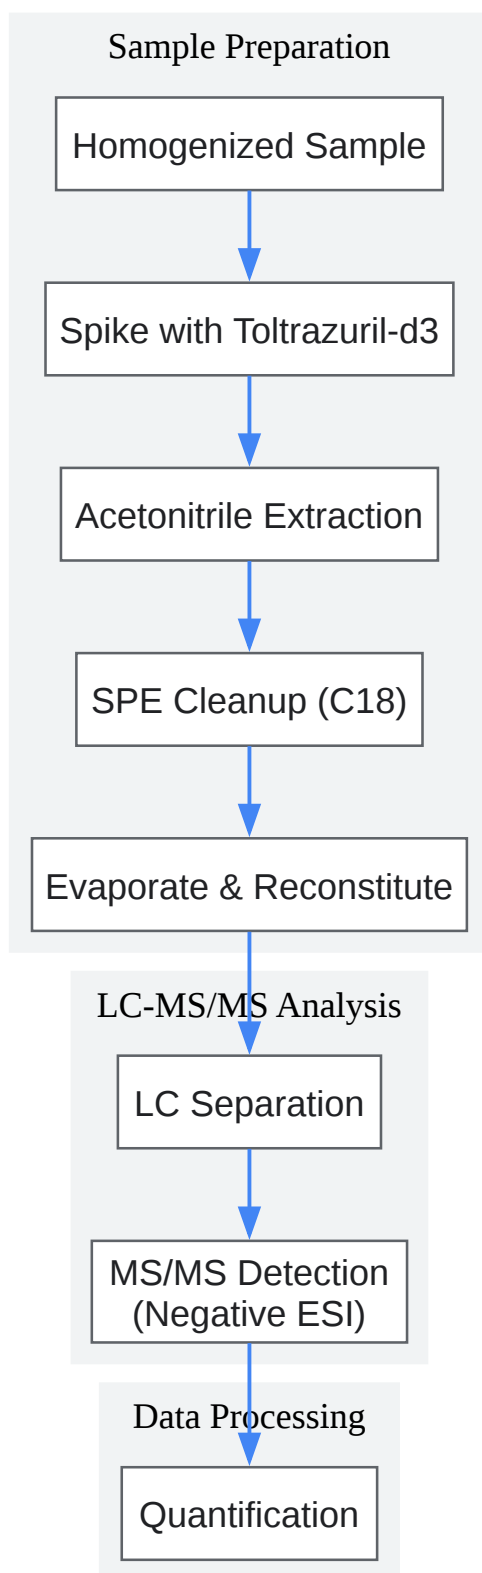 Sample Preparation
Homogenized Sample
Spike with Toltrazuril-d3
Acetonitrile Extraction
SPE Cleanup (C18)
Evaporate & Reconstitute
LC-MS/MS Analysis
LC Separation
MS/MS Detection
(Negative ESI)
Data Processing
Quantification